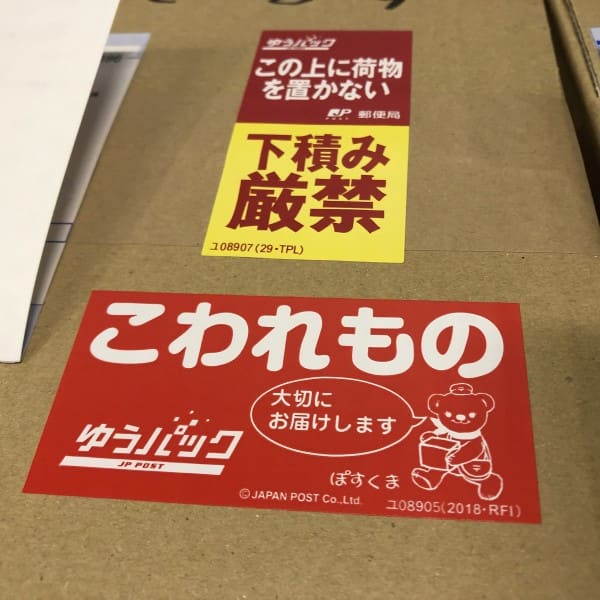 ゆうパック
この上に荷物
を置かない
JP POST 郵便局
下積み
厳禁
ユ08907(29・TPL)
こわれもの
大切に
お届けします
ゆうパック
JP POST
ぽすくま
© JAPAN POST Co.,Ltd.
ユ08905(2018・RFI)